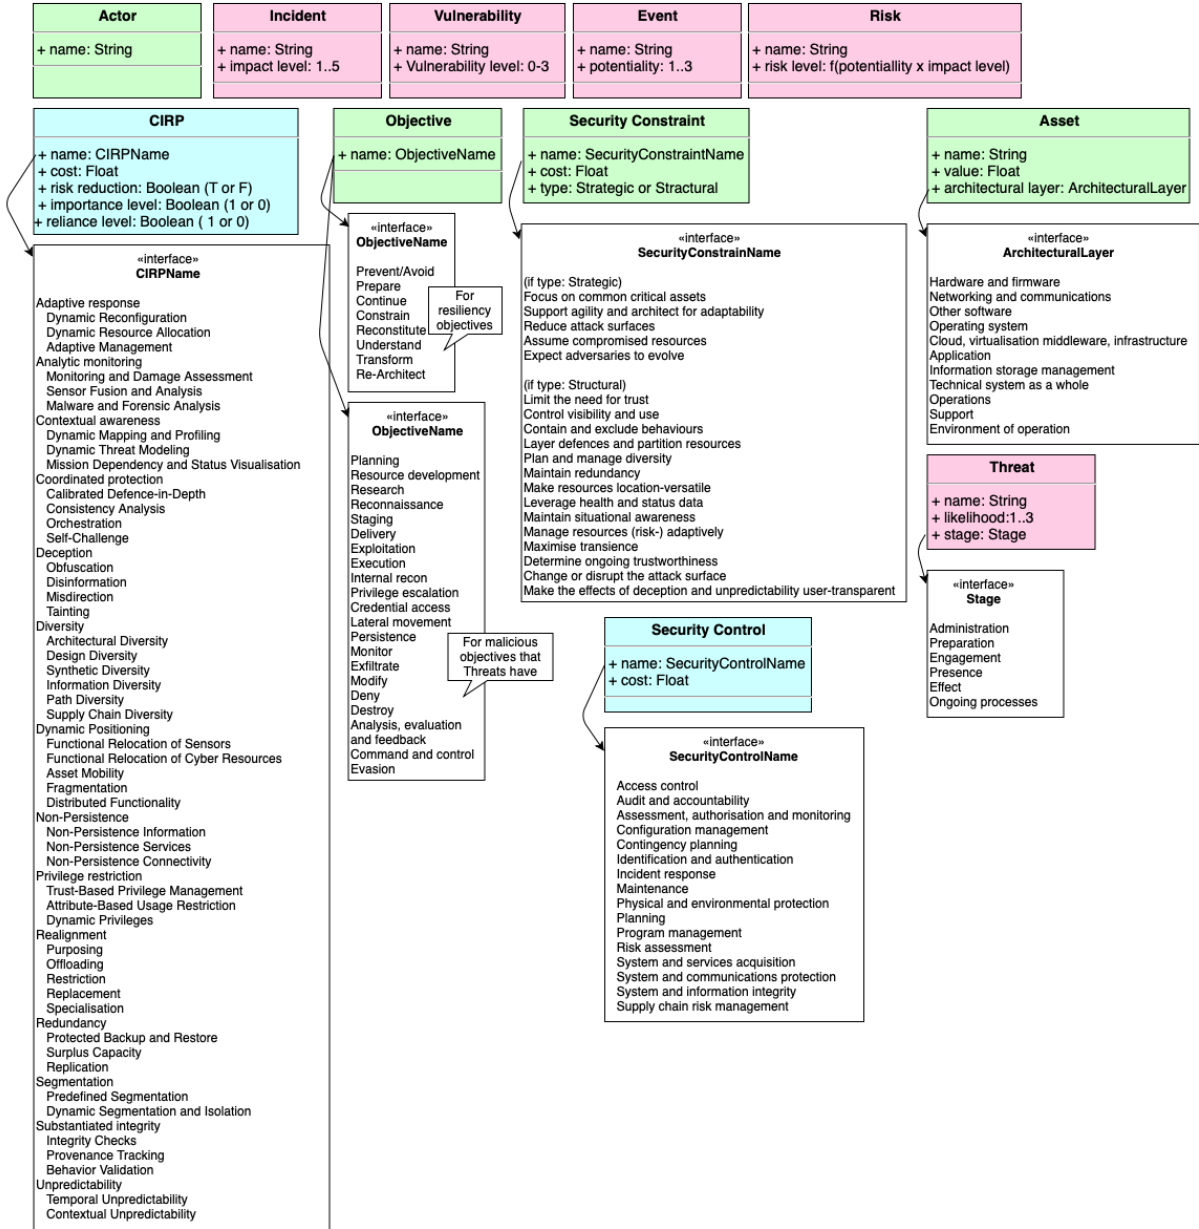 Actor
+ name: String
Incident
+ name: String
+ impact level: 1..5
Vulnerability
+ name: String
+ Vulnerability level: 0-3
Event
+ name: String
+ potentiality: 1..3
Risk
+ name: String
+ risk level: f(potentiallity x impact level)
CIRP
+ name: CIRPName
+ cost: Float
+ risk reduction: Boolean (T or F)
+ importance level: Boolean (1 or 0)
+ reliance level: Boolean ( 1 or 0)
«interface»
CIRPName
Adaptive response
Dynamic Reconfiguration
Dynamic Resource Allocation
Adaptive Management
Analytic monitoring
Monitoring and Damage Assessment
Sensor Fusion and Analysis
Malware and Forensic Analysis
Contextual awareness
Dynamic Mapping and Profiling
Dynamic Threat Modeling
Mission Dependency and Status Visualisation
Coordinated protection
Calibrated Defence-in-Depth
Consistency Analysis
Orchestration
Self-Challenge
Deception
Obfuscation
Disinformation
Misdirection
Tainting
Diversity
Architectural Diversity
Design Diversity
Synthetic Diversity
Information Diversity
Path Diversity
Supply Chain Diversity
Dynamic Positioning
Functional Relocation of Sensors
Functional Relocation of Cyber Resources
Asset Mobility
Fragmentation
Distributed Functionality
Non-Persistence
Non-Persistence Information
Non-Persistence Services
Non-Persistence Connectivity
Privilege restriction
Trust-Based Privilege Management
Attribute-Based Usage Restriction
Dynamic Privileges
Realignment
Purposing
Offloading
Restriction
Replacement
Specialisation
Redundancy
Protected Backup and Restore
Surplus Capacity
Replication
Segmentation
Predefined Segmentation
Dynamic Segmentation and Isolation
Substantiated integrity
Integrity Checks
Provenance Tracking
Behavior Validation
Unpredictability
Temporal Unpredictability
Contextual Unpredictability
Objective
+ name: ObjectiveName
«interface»
ObjectiveName
Prevent/Avoid
Prepare
Continue
Constrain
Reconstitute
Understand
Transform
Re-Architect
For
resiliency
objectives
«interface»
ObjectiveName
Planning
Resource development
Research
Reconnaissance
Staging
Delivery
Exploitation
Execution
Internal recon
Privilege escalation
Credential access
Lateral movement
Persistence
Monitor
Exfiltrate
Modify
Deny
Destroy
Analysis, evaluation
and feedback
Command and control
Evasion
For malicious
objectives that
Threats have
Security Constraint
+ name: SecurityConstraintName
+ cost: Float
+ type: Strategic or Stractural
«interface»
SecurityConstrainName
(if type: Strategic)
Focus on common critical assets
Support agility and architect for adaptability
Reduce attack surfaces
Assume compromised resources
Expect adversaries to evolve
(if type: Structural)
Limit the need for trust
Control visibility and use
Contain and exclude behaviours
Layer defences and partition resources
Plan and manage diversity
Maintain redundancy
Make resources location-versatile
Leverage health and status data
Maintain situational awareness
Manage resources (risk-) adaptively
Maximise transience
Determine ongoing trustworthiness
Change or disrupt the attack surface
Make the effects of deception and unpredictability user-transparent
Security Control
+ name: SecurityControlName
+ cost: Float
«interface»
SecurityControlName
Access control
Audit and accountability
Assessment, authorisation and monitoring
Configuration management
Contingency planning
Identification and authentication
Incident response
Maintenance
Physical and environmental protection
Planning
Program management
Risk assessment
System and services acquisition
System and communications protection
System and information integrity
Supply chain risk management
Asset
+ name: String
+ value: Float
+ architectural layer: ArchitecturalLayer
«interface»
ArchitecturalLayer
Hardware and firmware
Networking and communications
Other software
Operating system
Cloud, virtualisation middleware, infrastructure
Application
Information storage management
Technical system as a whole
Operations
Support
Environment of operation
Threat
+ name: String
+ likelihood:1..3
+ stage: Stage
«interface»
Stage
Administration
Preparation
Engagement
Presence
Effect
Ongoing processes